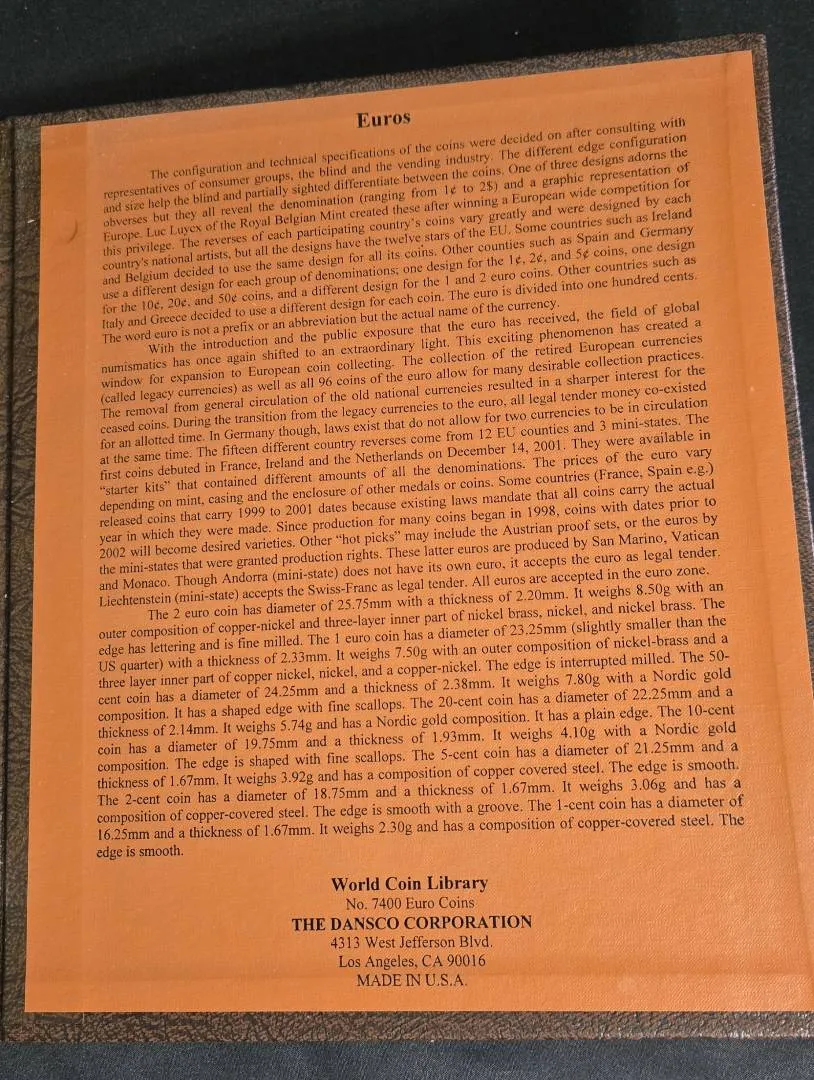 Euros
The configuration and technical specifications of the coins were decided on after consulting with
representatives of consumer groups, the blind and the vending industry. The different edge configuration
and size help the blind and partially sighted differentiate between the coins. One of three designs adorns the
obverses but they all reveal the denomination (ranging from 1¢ to 2$) and a graphic representation of
Europe. Luc Luycx of the Royal Belgian Mint created these after winning a European wide competition for
this privilege. The reverses of each participating country's coins vary greatly and were designed by each
country's national artists, but all the designs have the twelve stars of the EU. Some countries such as Ireland
and Belgium decided to use the same design for all its coins. Other counties such as Spain and Germany
use a different design for each group of denominations; one design for the 1¢, 2¢, and 5¢ coins, one design
for the 10¢, 20¢, and 50¢ coins, and a different design for the 1 and 2 euro coins. Other countries such as
Italy and Greece decided to use a different design for each coin. The euro is divided into one hundred cents.
The word euro is not a prefix or an abbreviation but the actual name of the currency.
With the introduction and the public exposure that the euro has received, the field of global
numismatics has once again shifted to an extraordinary light. This exciting phenomenon has created a
window for expansion to European coin collecting. The collection of the retired European currencies
(called legacy currencies) as well as all 96 coins of the euro allow for many desirable collection practices.
The removal from general circulation of the old national currencies resulted in a sharper interest for the
ceased coins. During the transition from the legacy currencies to the euro, all legal tender money co-existed
for an allotted time. In Germany though, laws exist that do not allow for two currencies to be in circulation
at the same time. The fifteen different country reverses come from 12 EU counties and 3 mini-states. The
first coins debuted in France, Ireland and the Netherlands on December 14, 2001. They were available in
"starter kits" that contained different amounts of all the denominations. The prices of the euro vary
depending on mint, casing and the enclosure of other medals or coins. Some countries (France, Spain e.g.)
released coins that carry 1999 to 2001 dates because existing laws mandate that all coins carry the actual
year in which they were made. Since production for many coins began in 1998, coins with dates prior to
2002 will become desired varieties. Other "hot picks" may include the Austrian proof sets, or the euros by
the mini-states that were granted production rights. These latter euros are produced by San Marino, Vatican
and Monaco. Though Andorra (mini-state) does not have its own euro, it accepts the euro as legal tender.
Liechtenstein (mini-state) accepts the Swiss-Franc as legal tender. All euros are accepted in the euro zone.
The 2 euro coin has diameter of 25.75mm with a thickness of 2.20mm. It weighs 8.50g with an
outer composition of copper-nickel and three-layer inner part of nickel brass, nickel, and nickel brass. The
edge has lettering and is fine milled. The 1 euro coin has a diameter of 23.25mm (slightly smaller than the
US quarter) with a thickness of 2.33mm. It weighs 7.50g with an outer composition of nickel-brass and a
three layer inner part of copper nickel, nickel, and a copper-nickel. The edge is interrupted milled. The 50-
cent coin has a diameter of 24.25mm and a thickness of 2.38mm. It weighs 7.80g with a Nordic gold
composition. It has a shaped edge with fine scallops. The 20-cent coin has a diameter of 22.25mm and a
thickness of 2.14mm. It weighs 5.74g and has a Nordic gold composition. It has a plain edge. The 10-cent
coin has a diameter of 19.75mm and a thickness of 1.93mm. It weighs 4.10g with a Nordic gold
composition. The edge is shaped with fine scallops. The 5-cent coin has a diameter of 21.25mm and a
thickness of 1.67mm. It weighs 3.92g and has a composition of copper covered steel. The edge is smooth.
The 2-cent coin has a diameter of 18.75mm and a thickness of 1.67mm. It weighs 3.06g and has a
composition of copper-covered steel. The edge is smooth with a groove. The 1-cent coin has a diameter of
16.25mm and a thickness of 1.67mm. It weighs 2.30g and has a composition of copper-covered steel. The
edge is smooth.
World Coin Library
No. 7400 Euro Coins
THE DANSCO CORPORATION
4313 West Jefferson Blvd.
Los Angeles, CA 90016
MADE IN U.S.A.